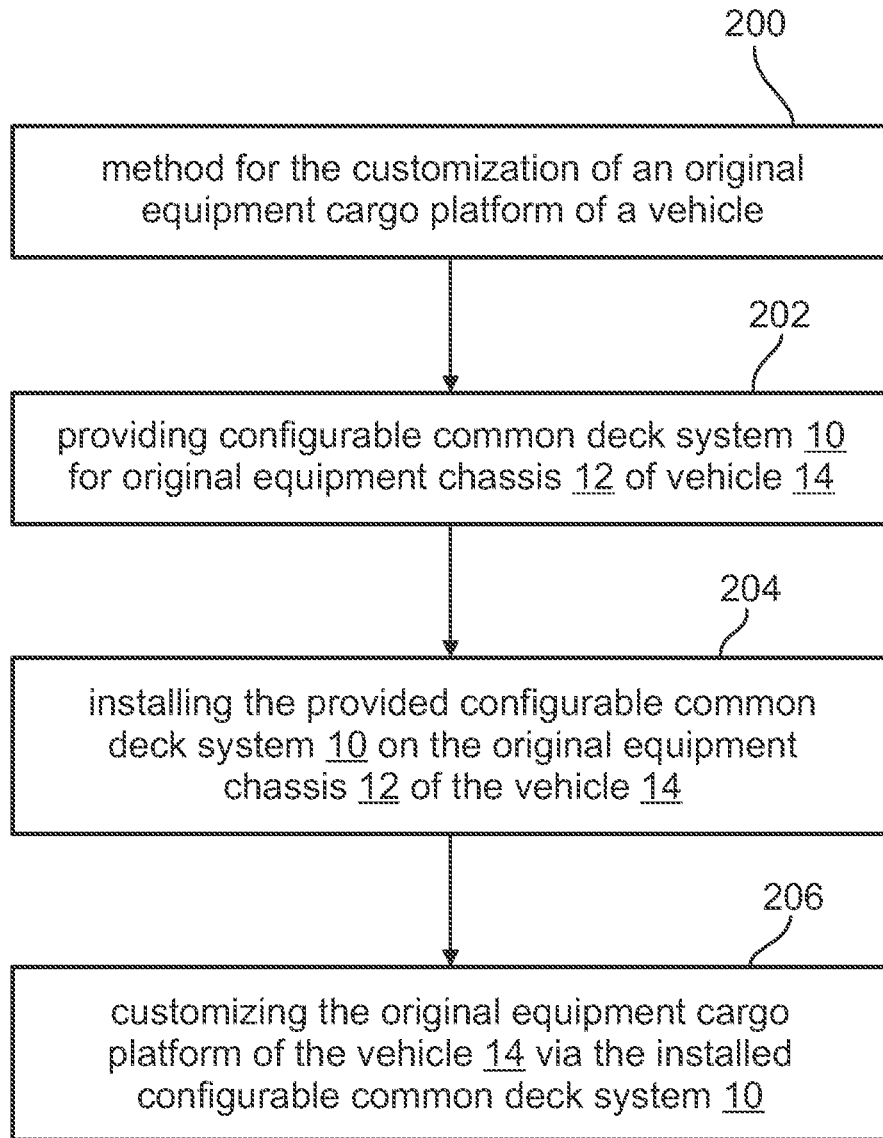 200
method for the customization of an original
equipment cargo platform of a vehicle
202
providing configurable common deck system 10
for original equipment chassis 12 of vehicle 14
204
installing the provided configurable common
deck system 10 on the original equipment
chassis 12 of the vehicle 14
206
customizing the original equipment cargo
platform of the vehicle 14 via the installed
configurable common deck system 10